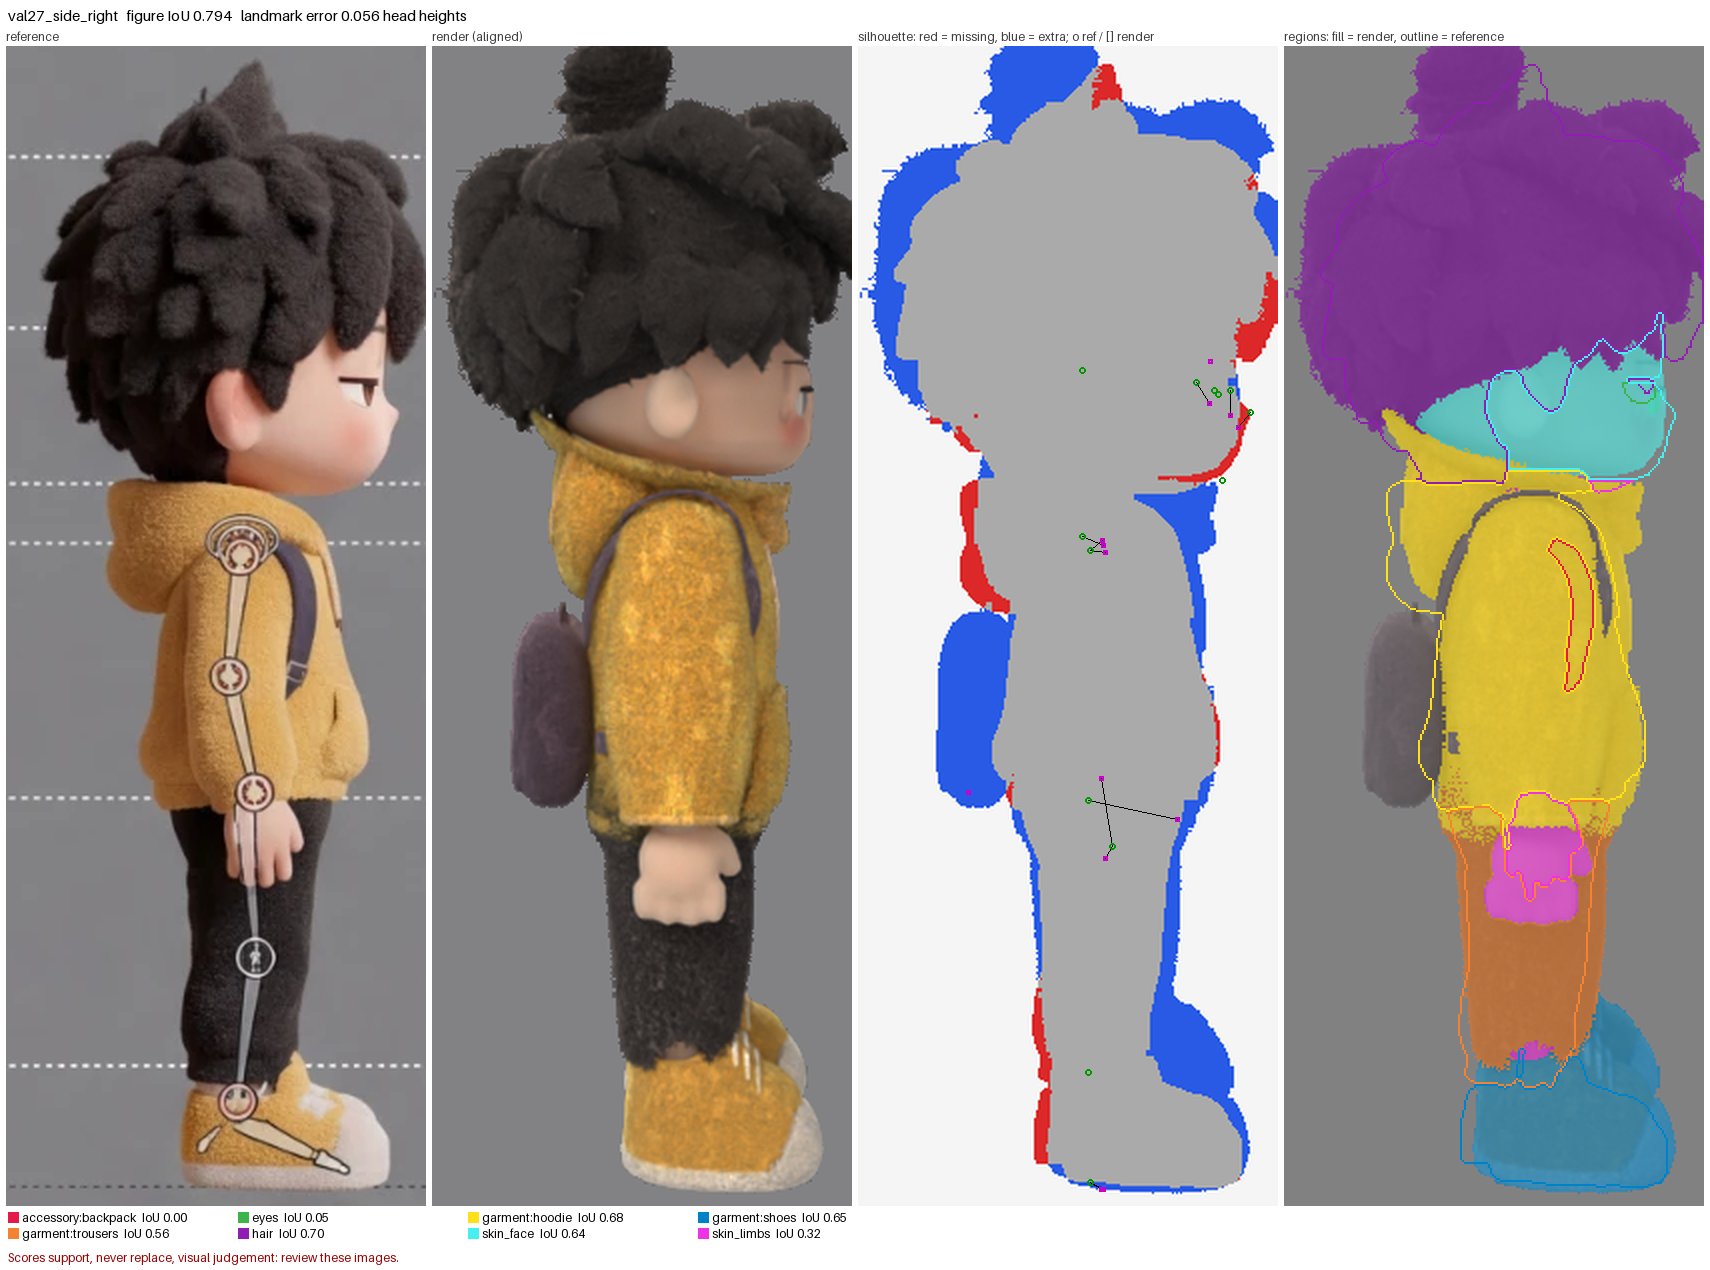 val27_side_right  figure IoU 0.794  landmark error 0.056 head heights
reference
render (aligned)
silhouette: red = missing, blue = extra; o ref / [] render
regions: fill = render, outline = reference
accessory:backpack  IoU 0.00
eyes  IoU 0.05
garment:hoodie  IoU 0.68
garment:shoes  IoU 0.65
garment:trousers  IoU 0.56
hair  IoU 0.70
skin_face  IoU 0.64
skin_limbs  IoU 0.32
Scores support, never replace, visual judgement: review these images.